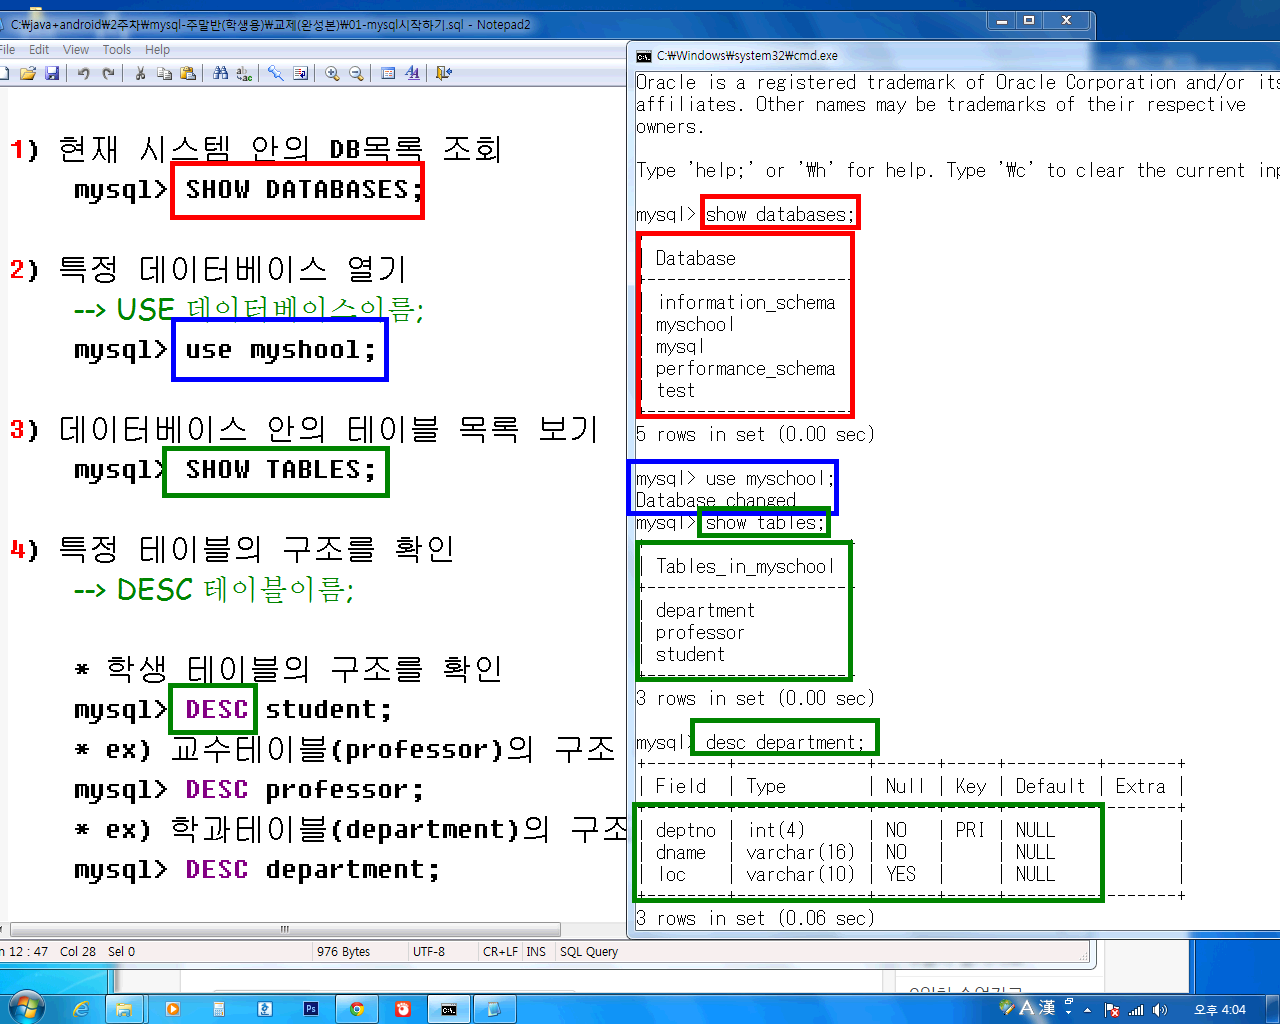 C:￦java+android￦2주차￦mysql-주말반(학생용)￦교제(완성본)￦01-mysql시작하기.sql - Notepad2
File Edit View Tools Help
1) 현재 시스템 안의 DB목록 조회
mysql> SHOW DATABASES;
2) 특정 데이터베이스 열기
--> USE 데이터베이스이름;
mysql> use myshool;
3) 데이터베이스 안의 테이블 목록 보기
mysql> SHOW TABLES;
4) 특정 테이블의 구조를 확인
--> DESC 테이블이름;
* 학생 테이블의 구조를 확인
mysql> DESC student;
* ex) 교수테이블(professor)의 구조
mysql> DESC professor;
* ex) 학과테이블(department)의 구조
mysql> DESC department;
n 12 : 47 Col 28 Sel 0 976 Bytes UTF-8 CR+LF INS SQL Query
C:￦Windows￦system32￦cmd.exe
Oracle is a registered trademark of Oracle Corporation and/or its
affiliates. Other names may be trademarks of their respective
owners.
Type 'help;' or '￦h' for help. Type '￦c' to clear the current inp
mysql> show databases;
| Database
+--------------------
| information_schema
| myschool
| mysql
| performance_schema
| test
+--------------------
5 rows in set (0.00 sec)
mysql> use myschool;
Database changed
mysql> show tables;
| Tables_in_myschool
+--------------------
| department
| professor
| student
+--------------------
3 rows in set (0.00 sec)
mysql> desc department;
+--------+-------------+------+-----+---------+-------+
| Field | Type | Null | Key | Default | Extra |
+--------+-------------+------+-----+---------+-------+
| deptno | int(4) | NO | PRI | NULL | |
| dname | varchar(16) | NO | | NULL | |
| loc | varchar(10) | YES | | NULL | |
+--------+-------------+------+-----+---------+-------+
3 rows in set (0.06 sec)
A 漢
오후 4:04